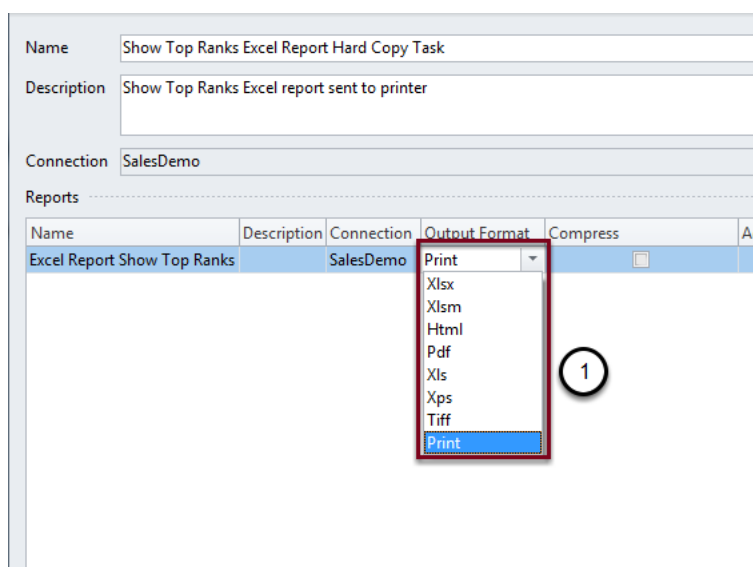 Name Show Top Ranks Excel Report Hard Copy Task
Description Show Top Ranks Excel report sent to printer
Connection SalesDemo
Reports
Name Description Connection Output Format Compress A
Excel Report Show Top Ranks SalesDemo Print
Xlsx
Xlsm
Html
Pdf
Xls
Xps
Tiff
Print
1